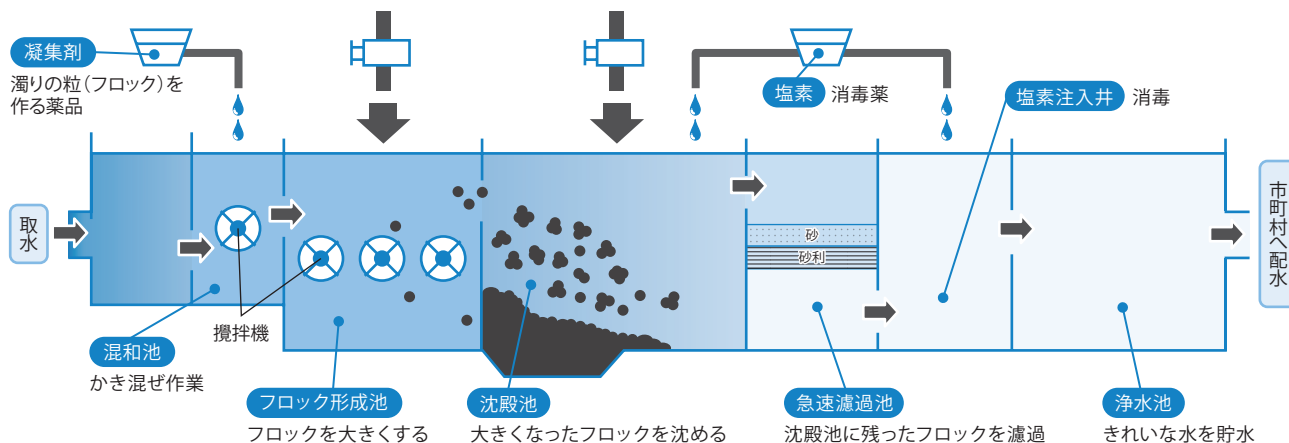 凝集剤
濁りの粒(フロック)を
作る薬品
塩素 消毒薬
塩素注入井 消毒
取水
砂
砂利
市町村へ配水
攪拌機
混和池
かき混ぜ作業
フロック形成池
フロックを大きくする
沈殿池
大きくなったフロックを沈める
急速濾過池
沈殿池に残ったフロックを濾過
浄水池
きれいな水を貯水